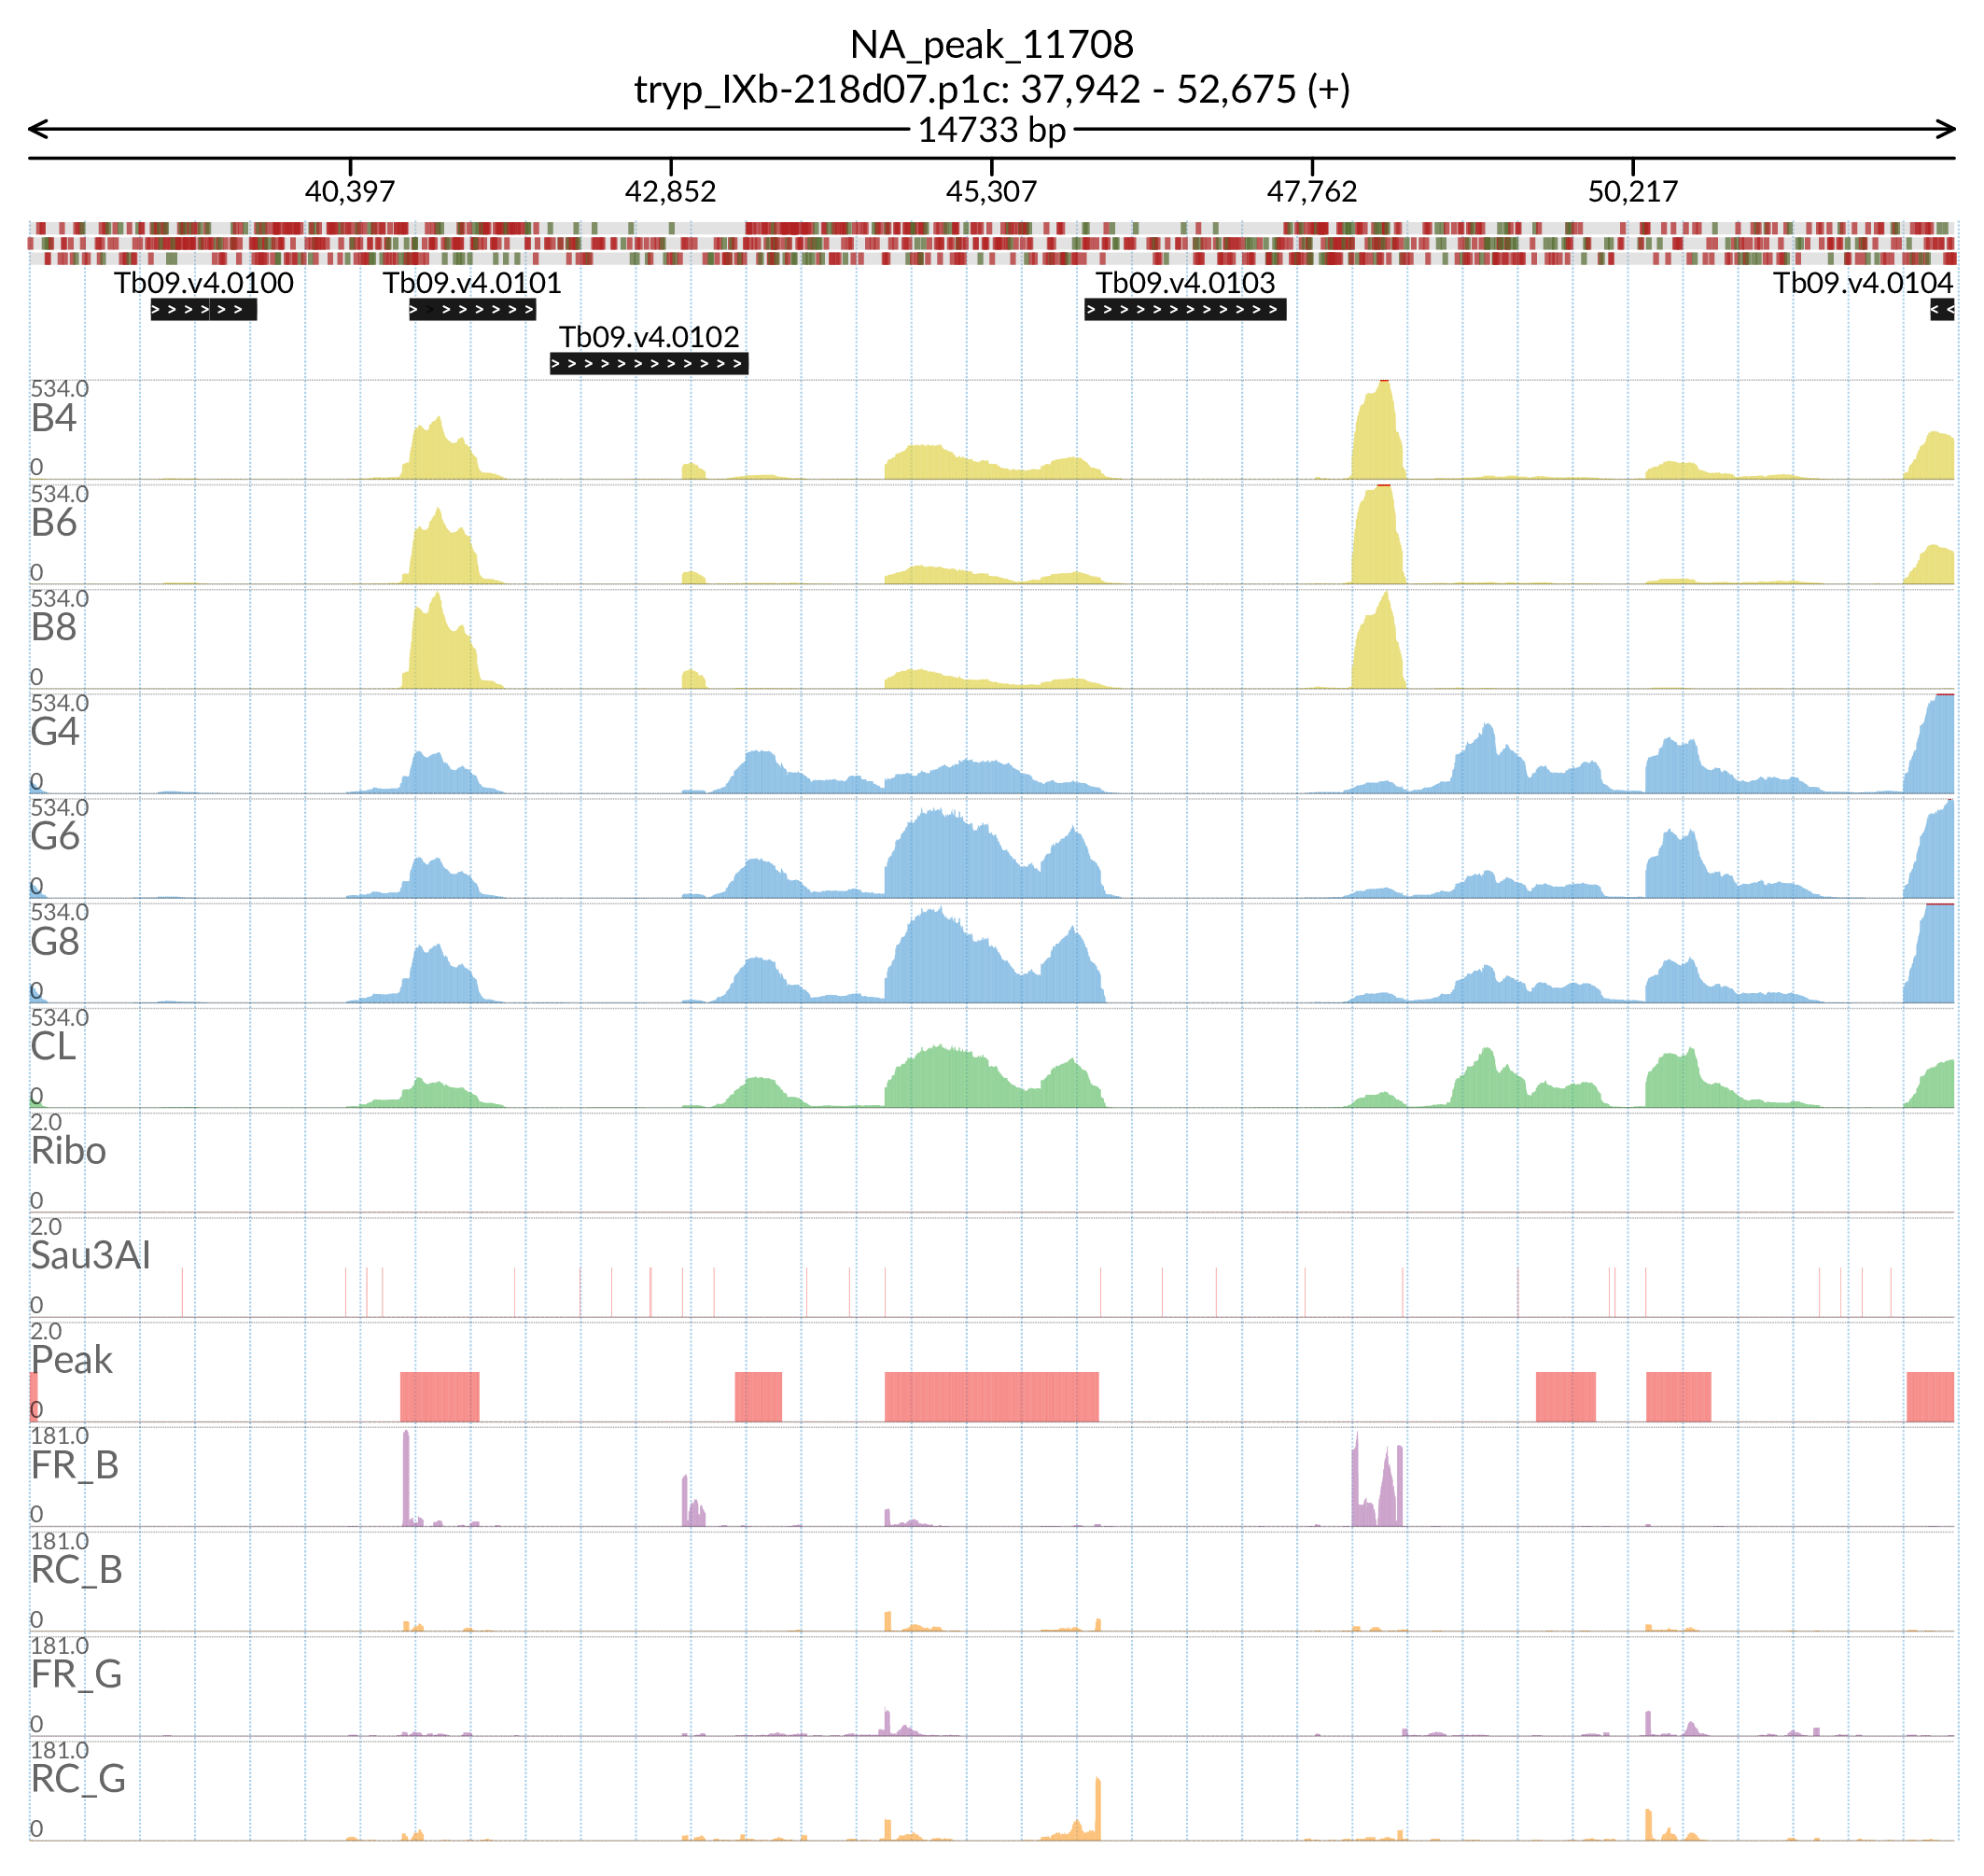 NA_peak_11708
tryp_IXb-218d07.p1c: 37,942 - 52,675 (+)
14733 bp
40,397 42,852 45,307 47,762 50,217
Tb09.v4.0100 Tb09.v4.0101 Tb09.v4.0103 Tb09.v4.0104
Tb09.v4.0102
534.0
B4
0
534.0
B6
0
534.0
B8
0
534.0
G4
0
534.0
G6
0
534.0
G8
0
534.0
CL
0
2.0
Ribo
0
2.0
Sau3AI
0
2.0
Peak
0
181.0
FR_B
0
181.0
RC_B
0
181.0
FR_G
0
181.0
RC_G
0